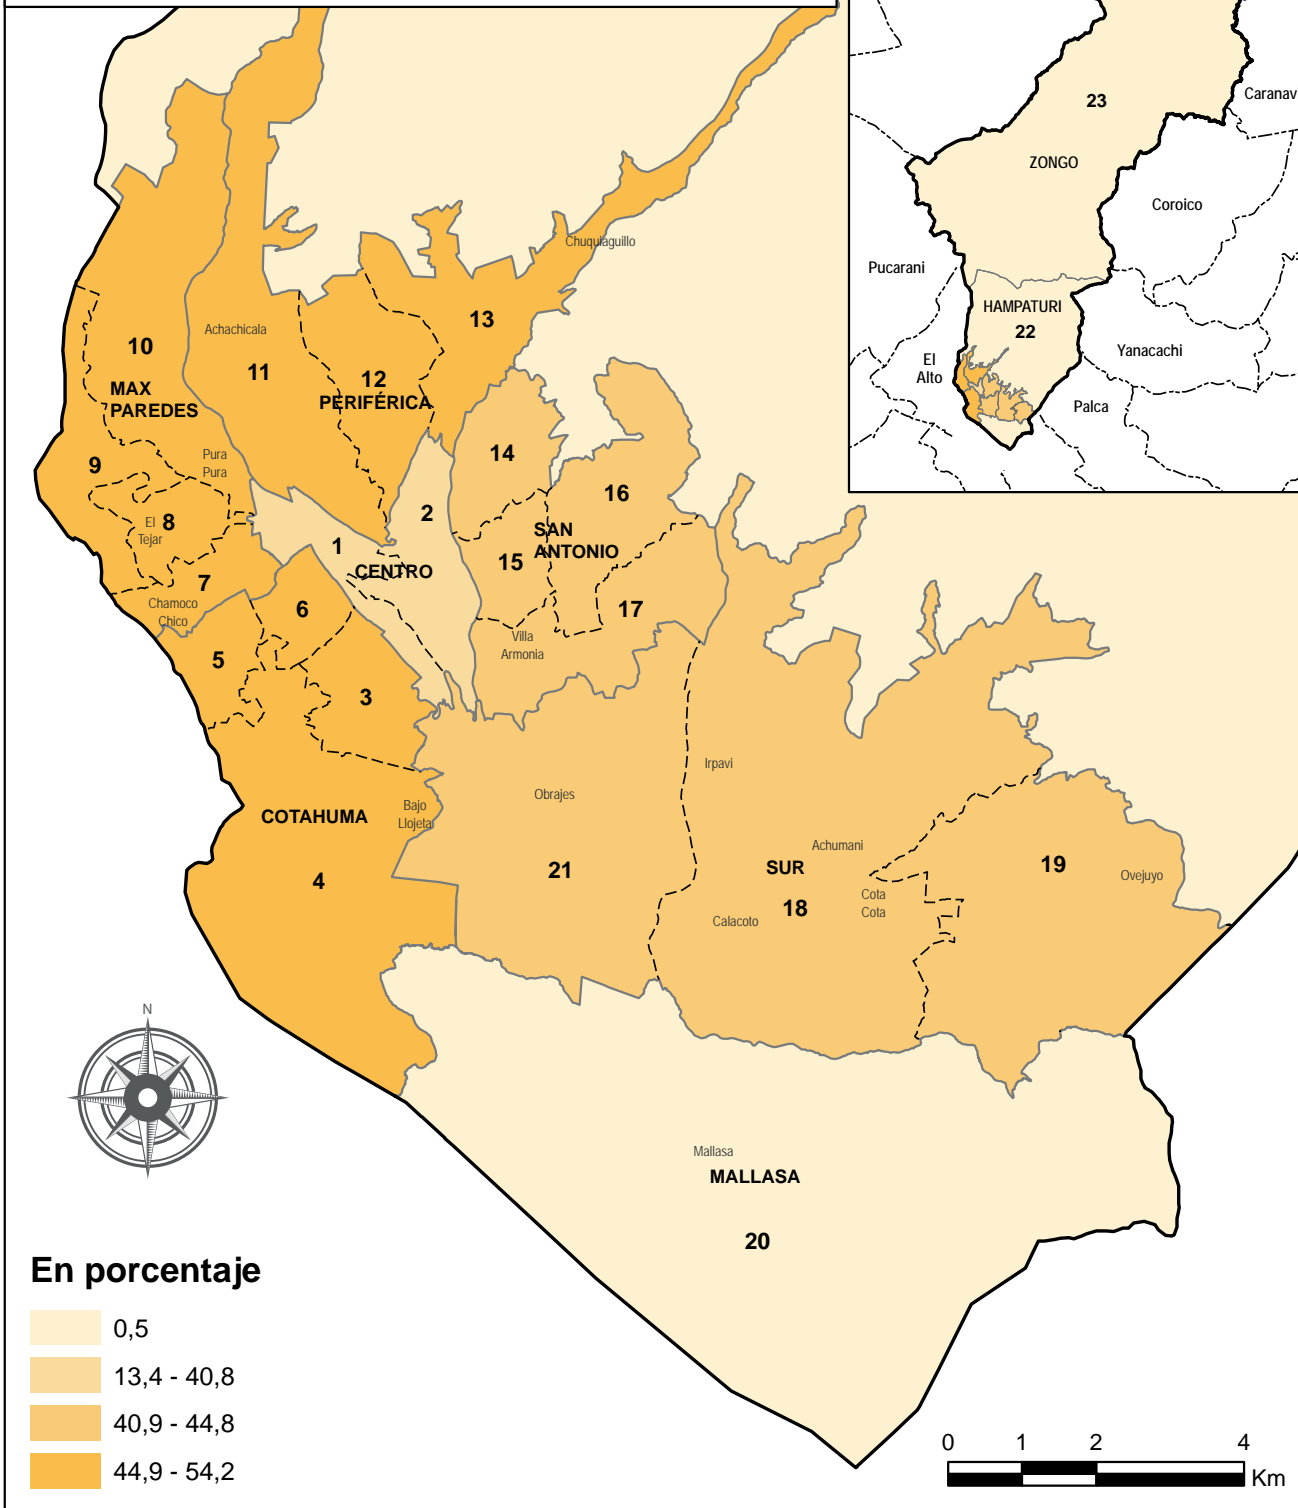 23
Caranav
ZONGO
Coroico
Pucarani
HAMPATURI
22
El
Alto
Yanacachi
Palca
Chuquiaguillo
13
Achachicala
10
11
12
PERIFÉRICA
MAX
PAREDES
Pura
Pura
9
14
16
2
El
Tejar
8
SAN
ANTONIO
1
CENTRO
15
7
Chamoco
Chico
6
17
Villa
Armonia
5
3
Irpavi
Obrajes
Bajo
Llojeta
COTAHUMA
Achumani
4
21
SUR
18
19
Ovejuyo
Cota
Cota
Calacoto
N
Mallasa
MALLASA
20
En porcentaje
0,5
13,4 - 40,8
40,9 - 44,8
44,9 - 54,2
0 1 2 4
Km